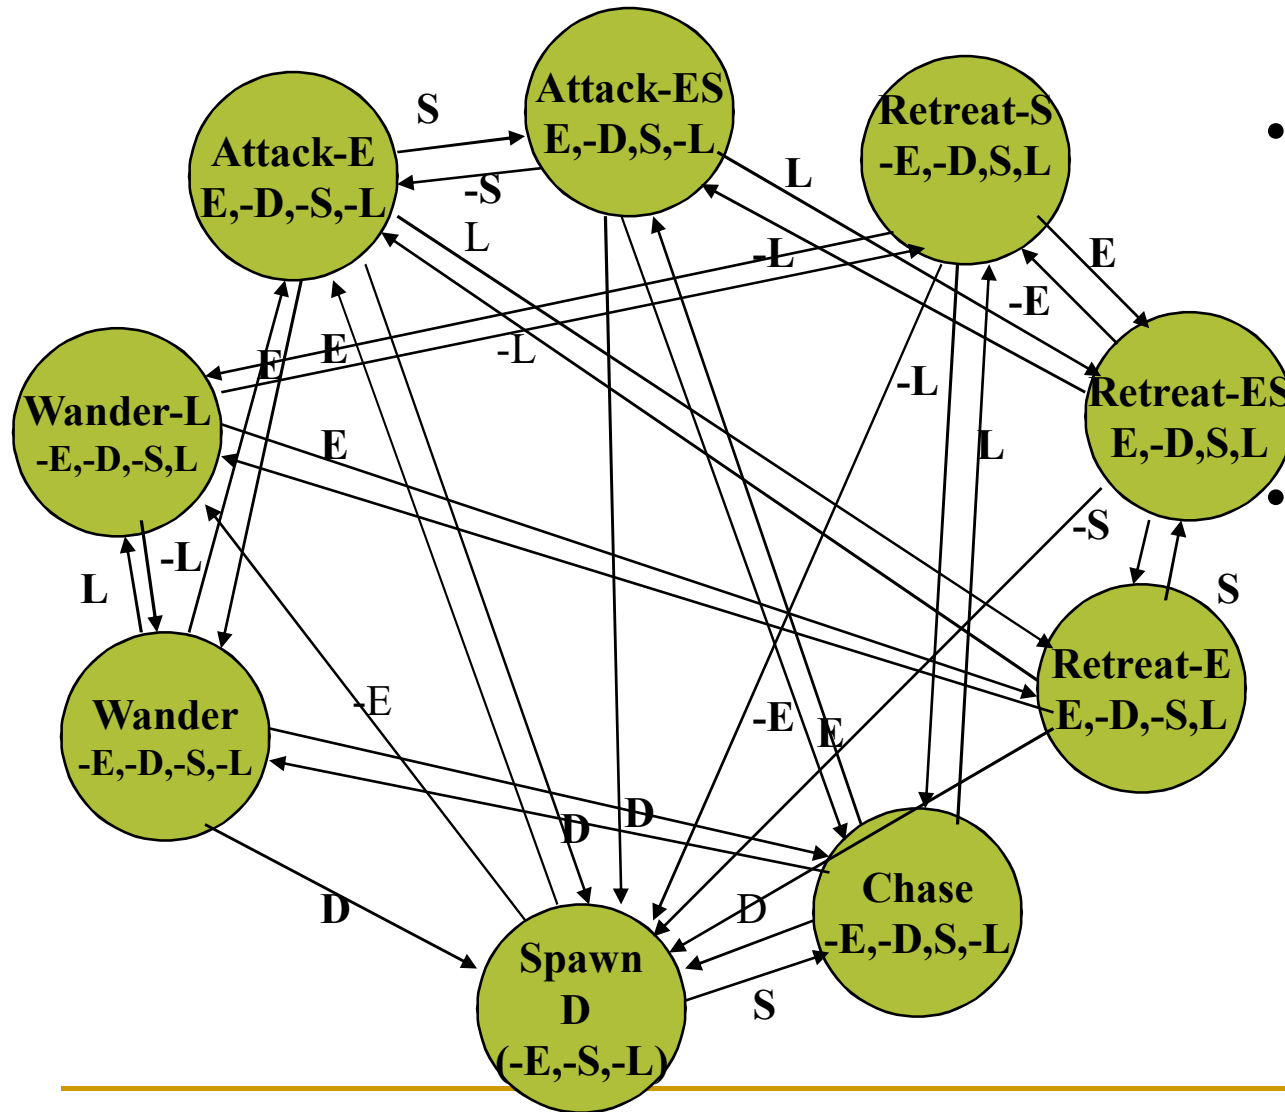 Attack-ES
E,-D,S,-L
Retreat-S
-E,-D,S,L
•
S
Attack-E
E,-D,-S,-L
-S
L
L
-L
E
-E
E
E
-L
-L
Wander-L
-E,-D,-S,L
Retreat-ES
E,-D,S,L
E
L
•
-S
-L
L
S
Retreat-E
E,-D,-S,L
Wander
-E,-D,-S,-L
-E
-E
E
D
D
D
D
Chase
-E,-D,S,-L
Spawn
D
(-E,-S,-L)
S